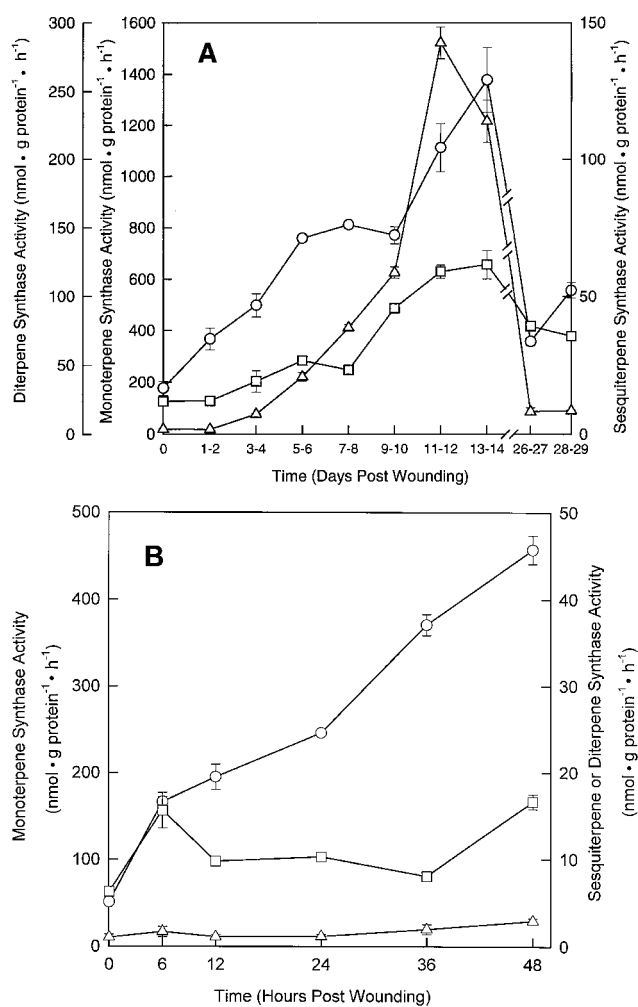 A
Diterpene Synthase Activity (nmol • g protein⁻¹ • h⁻¹)
300
250
200
150
100
50
0
Monoterpene Synthase Activity (nmol • g protein⁻¹ • h⁻¹)
1600
1400
1200
1000
800
600
400
200
0
Sesquiterpene Synthase Activity (nmol • g protein⁻¹ • h⁻¹)
150
100
50
0
0 1-2 3-4 5-6 7-8 9-10 11-12 13-14 26-27 28-29
Time (Days Post Wounding)
B
Monoterpene Synthase Activity
(nmol • g protein⁻¹ • h⁻¹)
500
400
300
200
100
0
Sesquiterpene or Diterpene Synthase Activity
(nmol • g protein⁻¹ • h⁻¹)
50
40
30
20
10
0
0 6 12 24 36 48
Time (Hours Post Wounding)